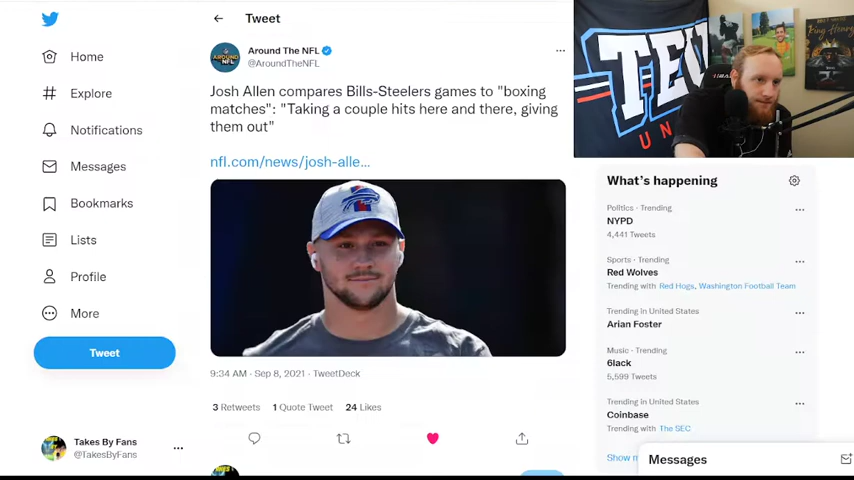 Tweet
Home
Explore
Notifications
Messages
Bookmarks
Lists
Profile
More
Tweet
Takes By Fans
@TakesByFans
Around The NFL
@AroundTheNFL
AROUND
NFL
Josh Allen compares Bills-Steelers games to "boxing
matches": "Taking a couple hits here and there, giving
them out"
nfl.com/news/josh-alle...
9:34 AM · Sep 8, 2021 · TweetDeck
3 Retweets 1 Quote Tweet 24 Likes
What's happening
Politics · Trending
NYPD
4,441 Tweets
Sports · Trending
Red Wolves
Trending with Red Hogs, Washington Football Team
Trending in United States
Arian Foster
Music · Trending
6lack
5,599 Tweets
Trending in United States
Coinbase
Trending with The SEC
Show
Messages